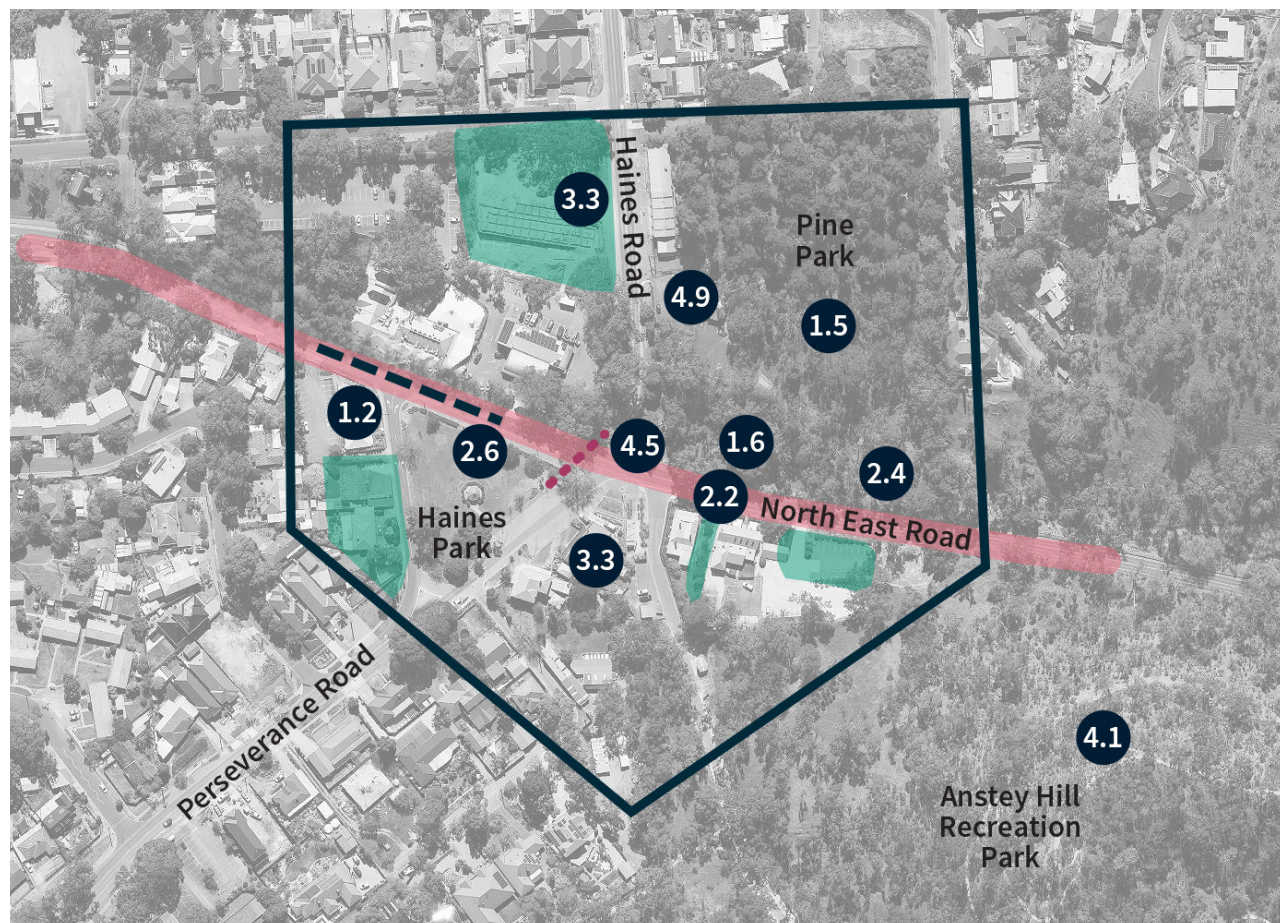 3.3
Haines Road
Pine
Park
4.9
1.5
1.2
2.6
4.5
1.6
2.4
2.2
North East Road
Haines
Park
3.3
Perseverance Road
4.1
Anstey Hill
Recreation
Park